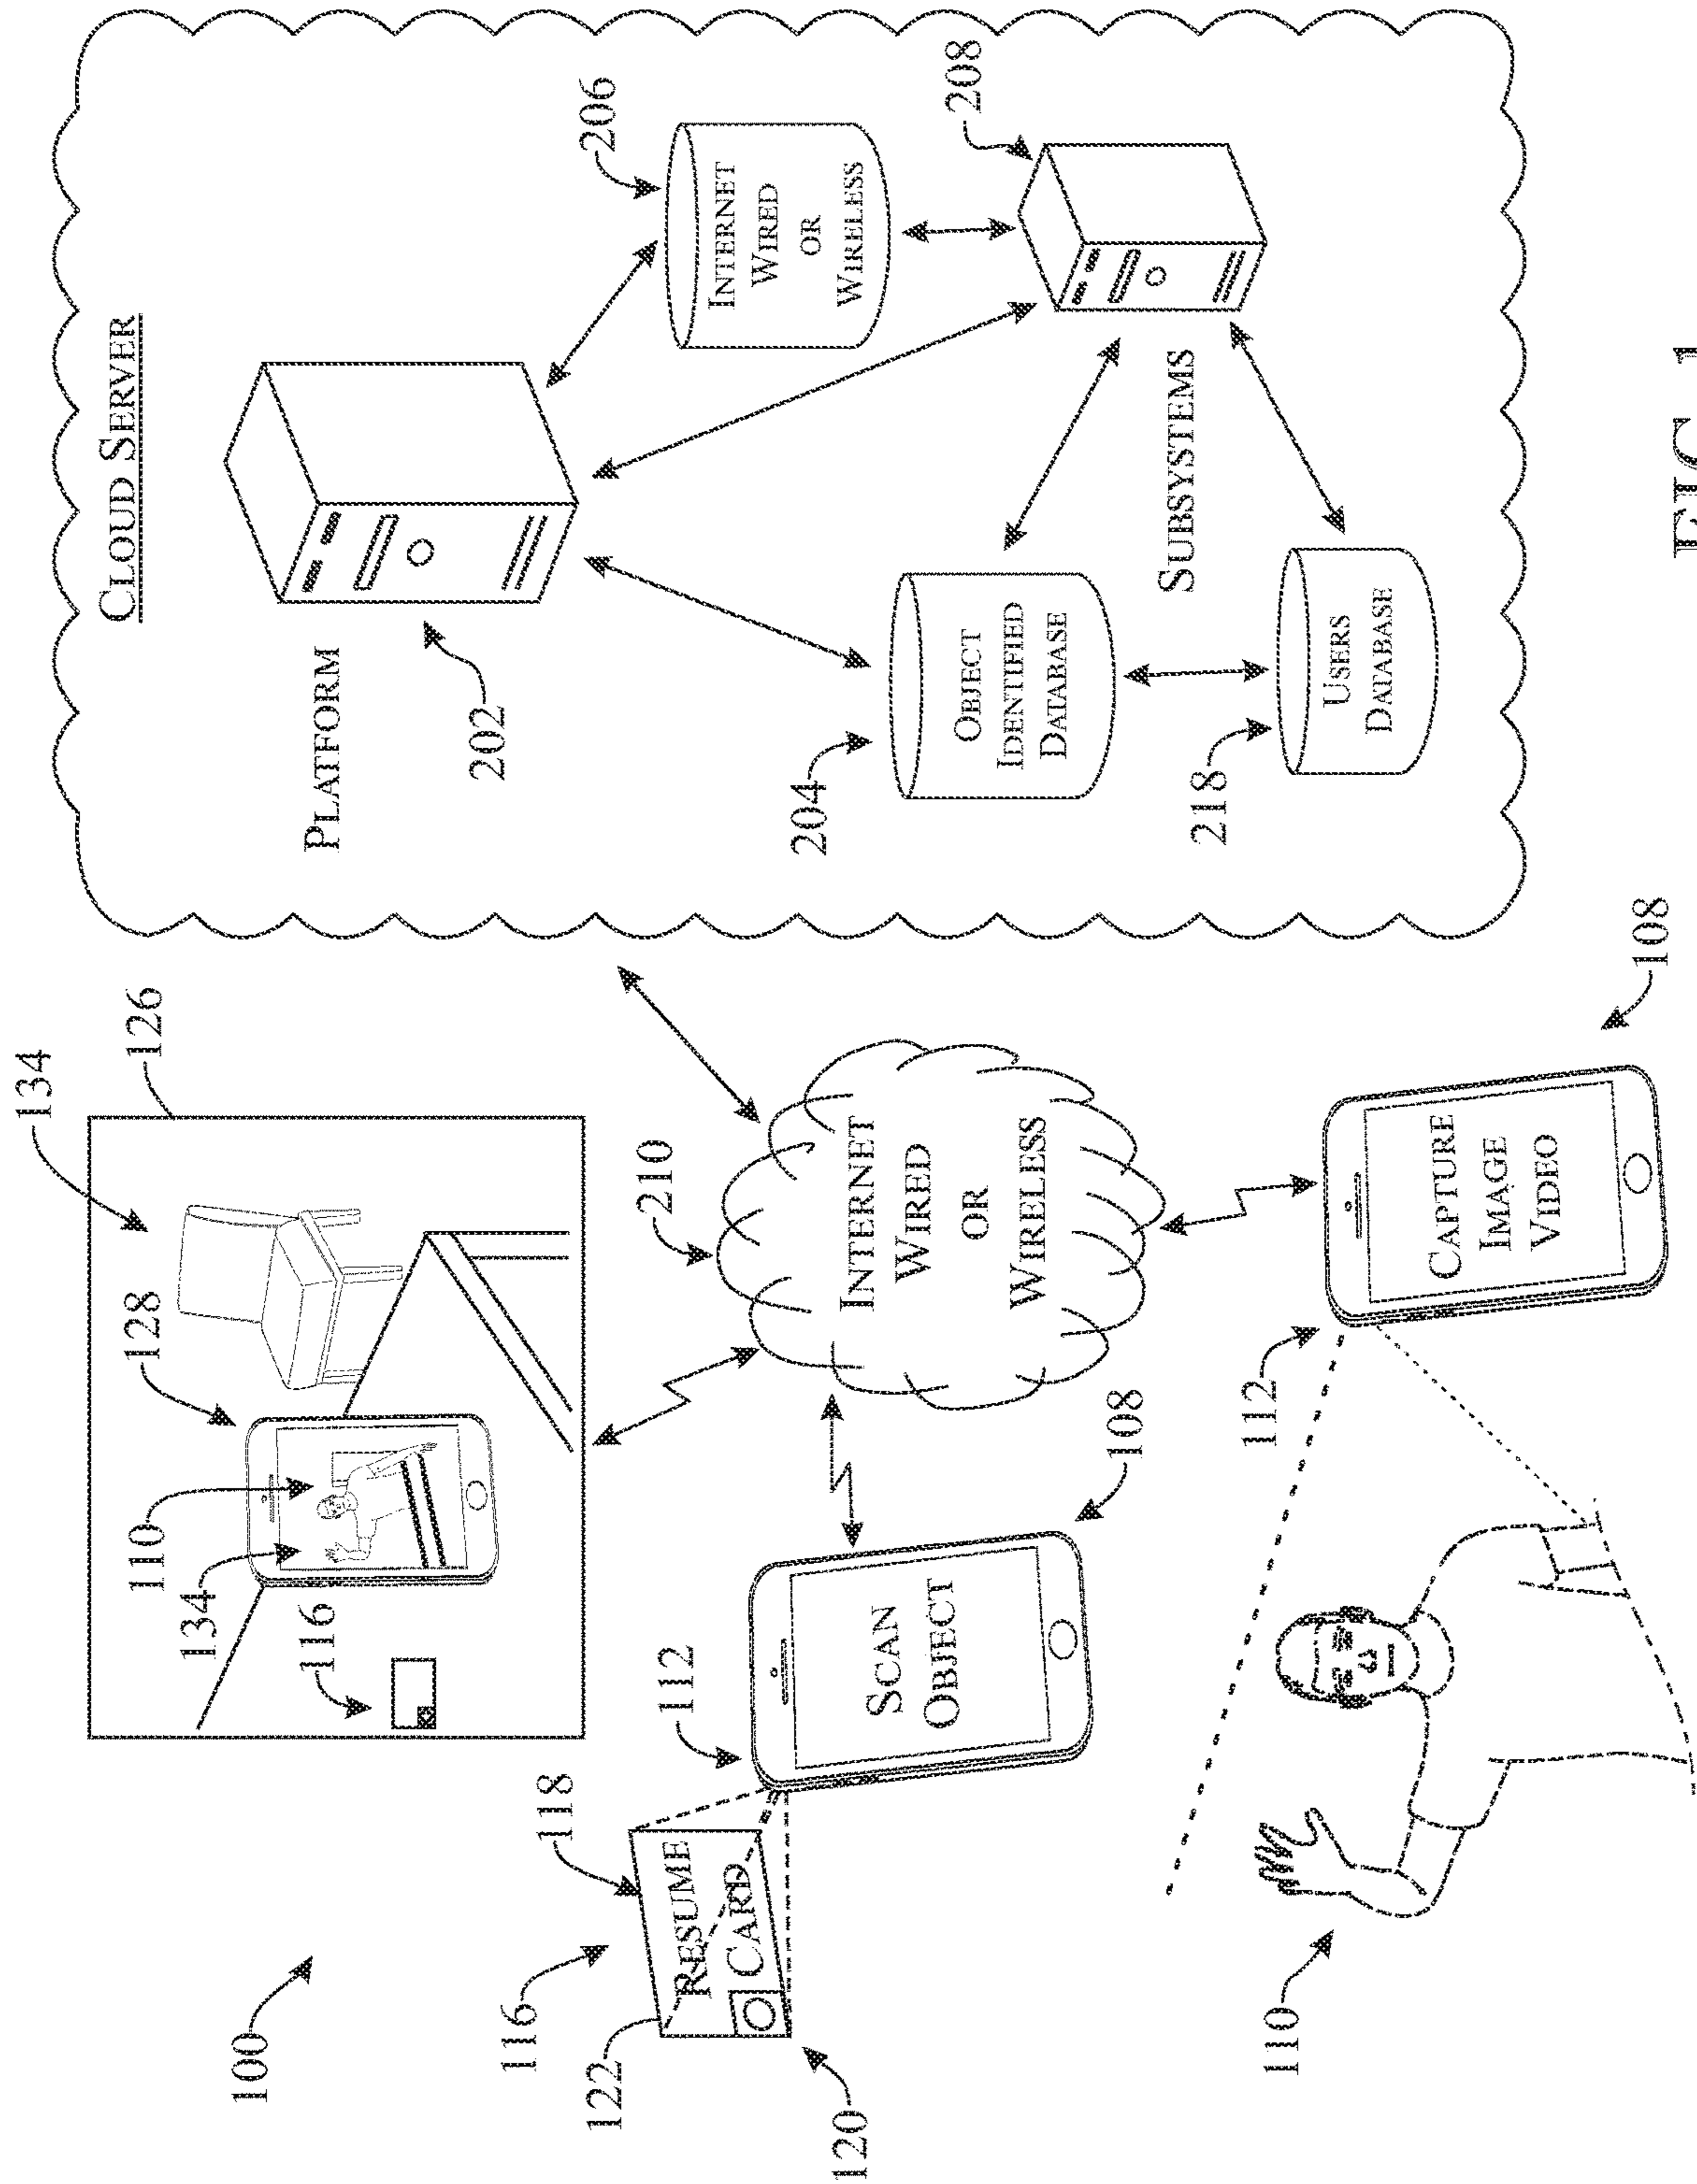 100
134
126
128
110
134
116
116
118
122
120
RESUME
CARD
112
SCAN
OBJECT
108
210
INTERNET
WIRED
OR
WIRELESS
110
112
CAPTURE
IMAGE
VIDEO
108
CLOUD SERVER
PLATFORM
202
206
INTERNET
WIRED
OR
WIRELESS
208
204
OBJECT
IDENTIFIED
DATABASE
SUBSYSTEMS
218
USERS
DATABASE
FIG. 1